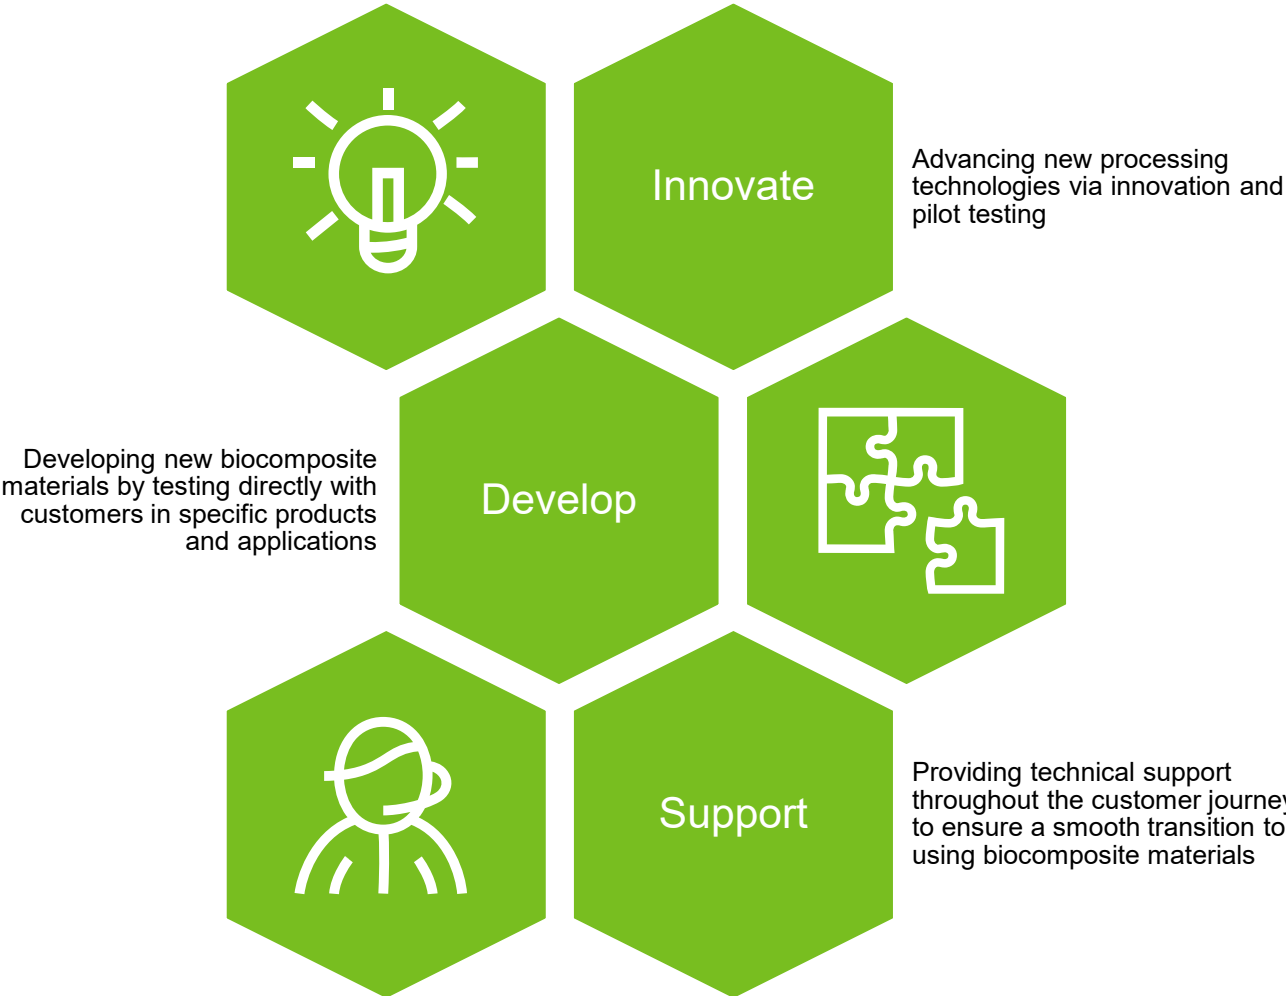 Innovate
Advancing new processing
technologies via innovation and
pilot testing
Developing new biocomposite
materials by testing directly with
customers in specific products
and applications
Develop
Support
Providing technical support
throughout the customer journey
to ensure a smooth transition to
using biocomposite materials